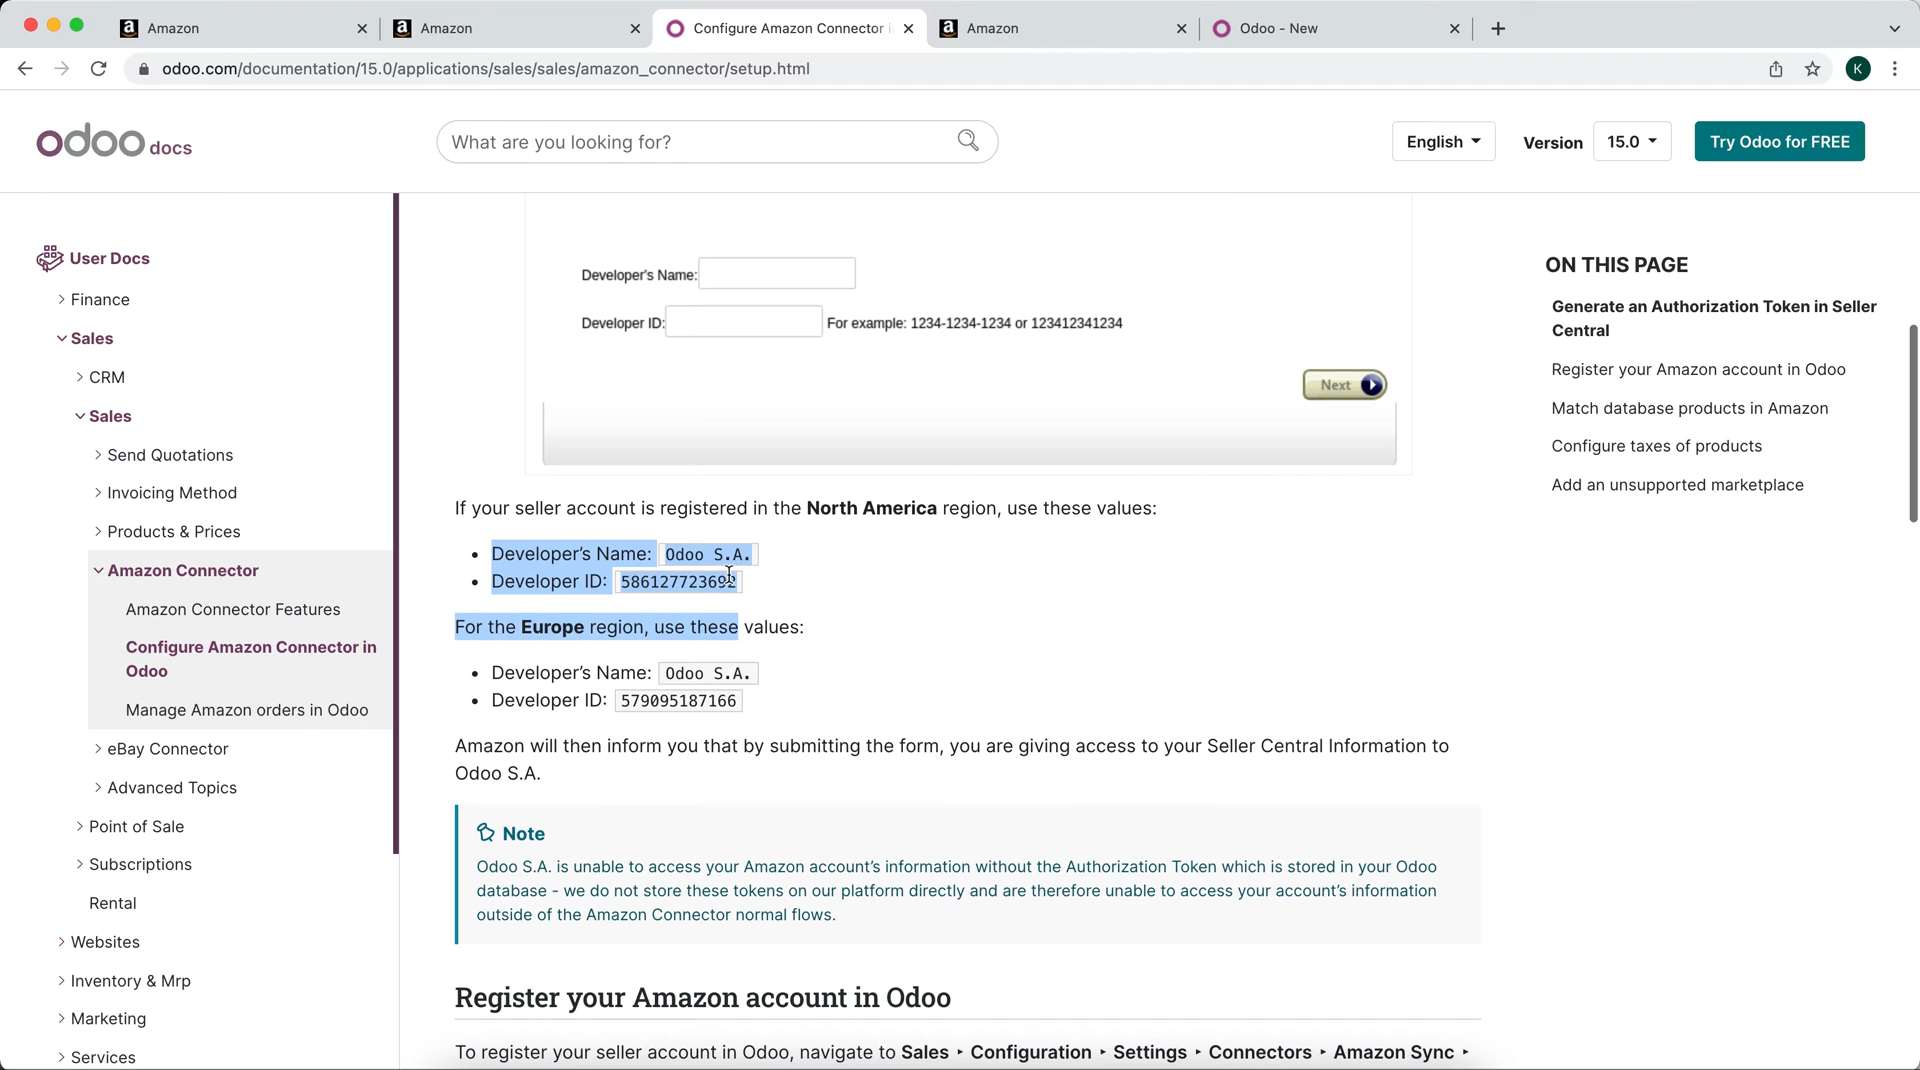 Amazon
Amazon
Configure Amazon Connector i
Amazon
Odoo - New
odoo.com/documentation/15.0/applications/sales/sales/amazon_connector/setup.html
K
odoo docs
What are you looking for?
English
Version
15.0
Try Odoo for FREE
User Docs
Finance
Sales
CRM
Sales
Send Quotations
Invoicing Method
Products & Prices
Amazon Connector
Amazon Connector Features
Configure Amazon Connector in
Odoo
Manage Amazon orders in Odoo
eBay Connector
Advanced Topics
Point of Sale
Subscriptions
Rental
Websites
Inventory & Mrp
Marketing
Services
Developer's Name:
Developer ID: For example: 1234-1234-1234 or 123412341234
Next
If your seller account is registered in the North America region, use these values:
• Developer's Name: Odoo S.A.
• Developer ID: 586127723692
For the Europe region, use these values:
• Developer's Name: Odoo S.A.
• Developer ID: 579095187166
Amazon will then inform you that by submitting the form, you are giving access to your Seller Central Information to
Odoo S.A.
Note
Odoo S.A. is unable to access your Amazon account's information without the Authorization Token which is stored in your Odoo
database - we do not store these tokens on our platform directly and are therefore unable to access your account's information
outside of the Amazon Connector normal flows.
Register your Amazon account in Odoo
To register your seller account in Odoo, navigate to Sales ‣ Configuration ‣ Settings ‣ Connectors ‣ Amazon Sync ‣
ON THIS PAGE
Generate an Authorization Token in Seller
Central
Register your Amazon account in Odoo
Match database products in Amazon
Configure taxes of products
Add an unsupported marketplace